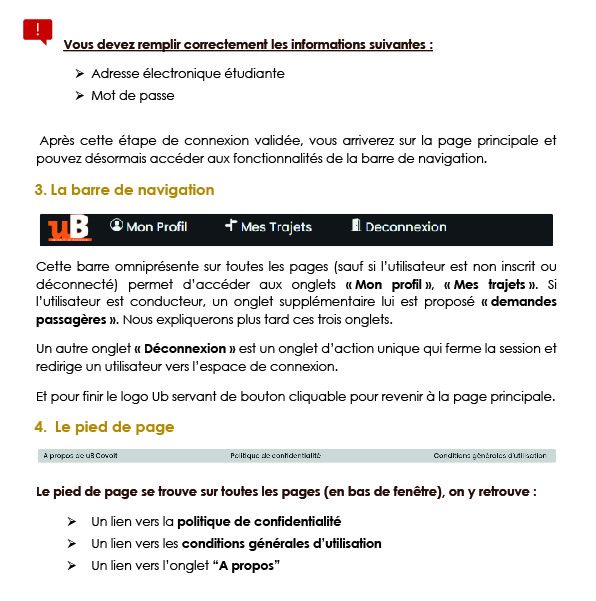 !
Vous devez remplir correctement les informations suivantes :
➢ Adresse électronique étudiante
➢ Mot de passe
Après cette étape de connexion validée, vous arriverez sur la page principale et
pouvez désormais accéder aux fonctionnalités de la barre de navigation.
3. La barre de navigation
uB Mon Profil Mes Trajets Deconnexion
Cette barre omniprésente sur toutes les pages (sauf si l'utilisateur est non inscrit ou
déconnecté) permet d'accéder aux onglets « Mon profil », « Mes trajets ». Si
l'utilisateur est conducteur, un onglet supplémentaire lui est proposé « demandes
passagères ». Nous expliquerons plus tard ces trois onglets.
Un autre onglet « Déconnexion » est un onglet d'action unique qui ferme la session et
redirige un utilisateur vers l'espace de connexion.
Et pour finir le logo Ub servant de bouton cliquable pour revenir à la page principale.
4. Le pied de page
A propos de uB Covoit Politique de confidentialité Conditions générales d'utilisation
Le pied de page se trouve sur toutes les pages (en bas de fenêtre), on y retrouve :
➢ Un lien vers la politique de confidentialité
➢ Un lien vers les conditions générales d'utilisation
➢ Un lien vers l'onglet “A propos”